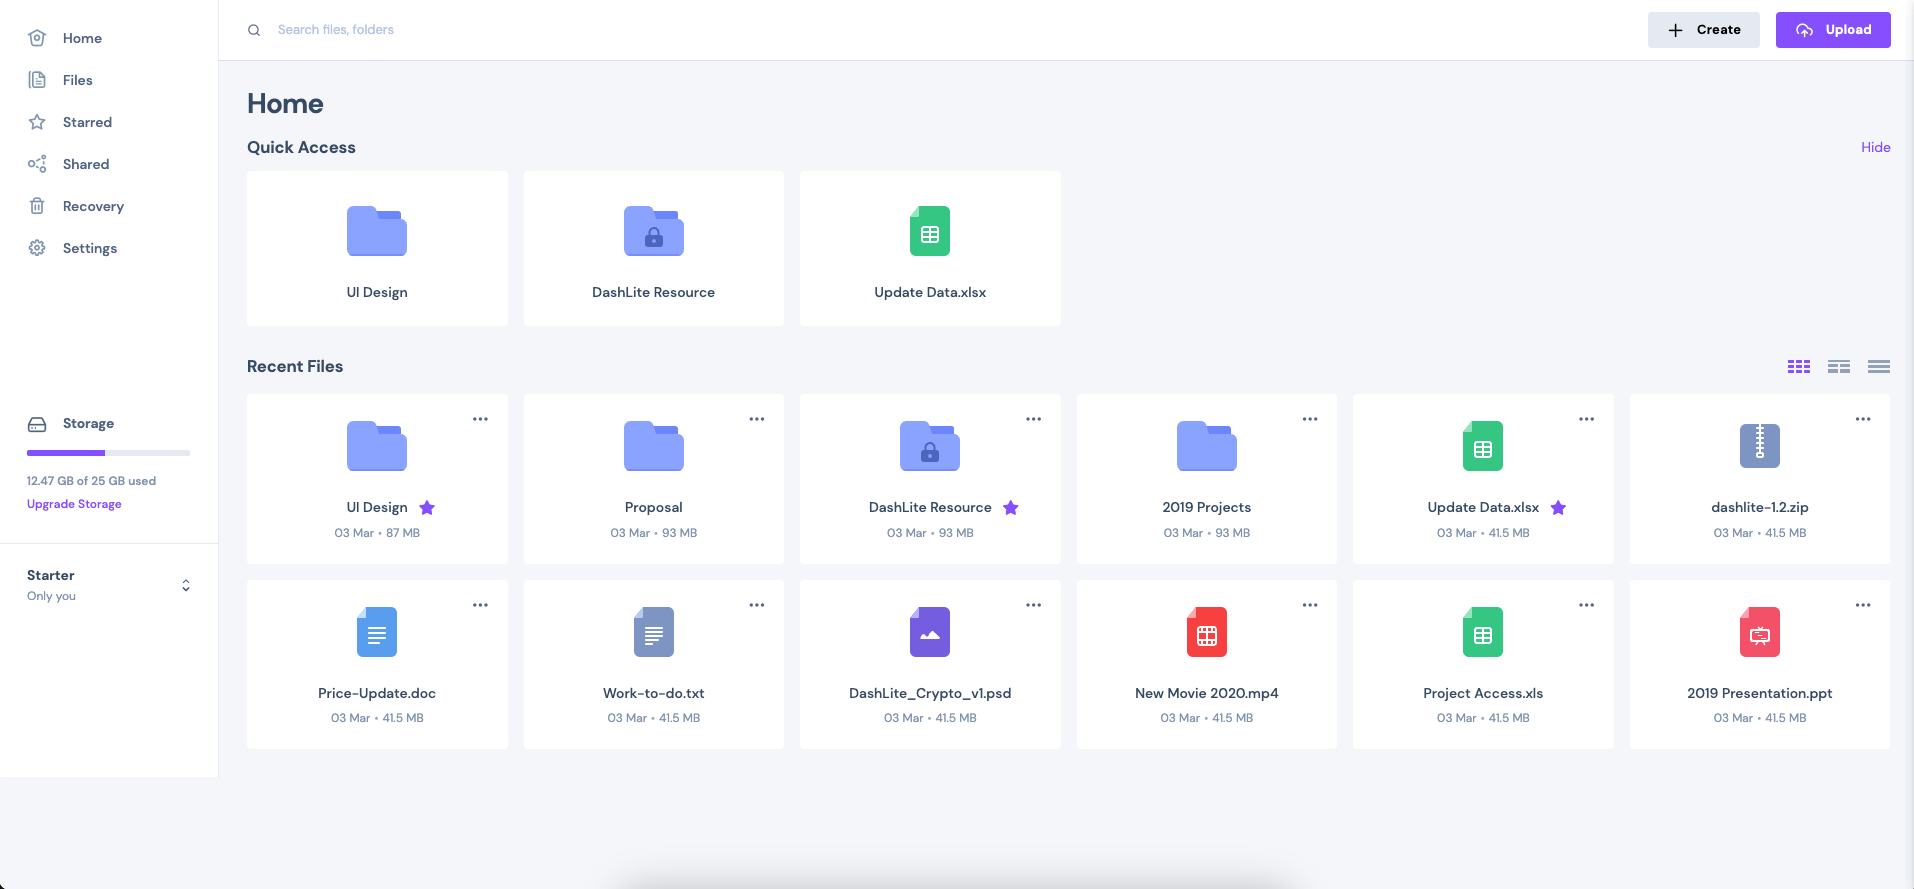 Home
Files
Starred
Shared
Recovery
Settings
Storage
12.47 GB of 25 GB used
Upgrade Storage
Starter
Only you
Search files, folders
Create
Upload
Home
Quick Access
Hide
UI Design
DashLite Resource
Update Data.xlsx
Recent Files
UI Design
03 Mar • 87 MB
Proposal
03 Mar • 93 MB
DashLite Resource
03 Mar • 93 MB
2019 Projects
03 Mar • 93 MB
Update Data.xlsx
03 Mar • 41.5 MB
dashlite-1.2.zip
03 Mar • 41.5 MB
Price-Update.doc
03 Mar • 41.5 MB
Work-to-do.txt
03 Mar • 41.5 MB
DashLite_Crypto_v1.psd
03 Mar • 41.5 MB
New Movie 2020.mp4
03 Mar • 41.5 MB
Project Access.xls
03 Mar • 41.5 MB
2019 Presentation.ppt
03 Mar • 41.5 MB